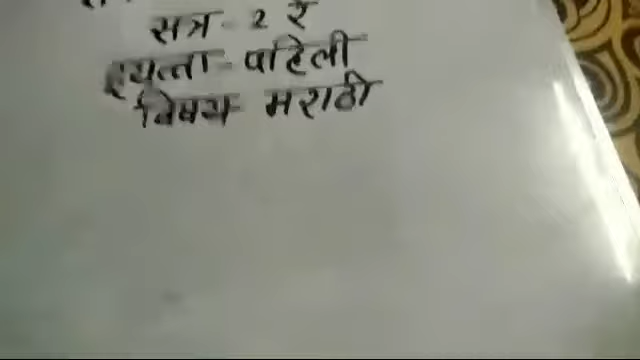 सत्र - 2 रे
इयत्ता - पहिली
विषय - मराठी